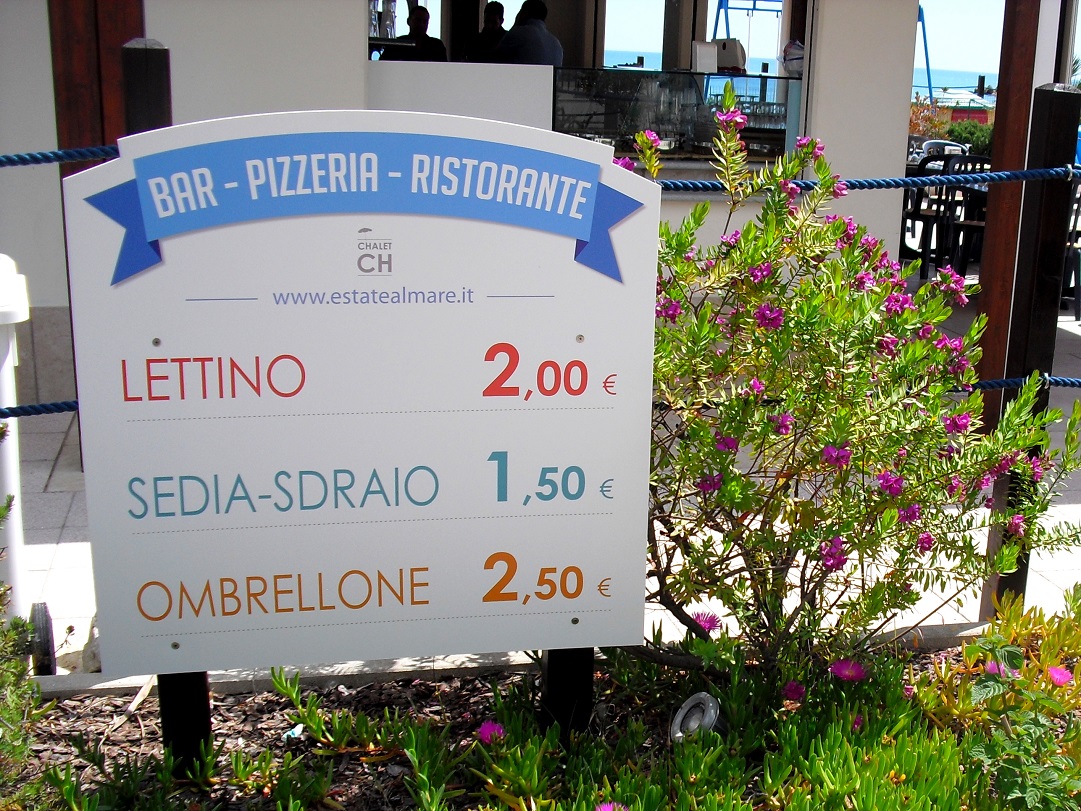 BAR - PIZZERIA - RISTORANTE
CHALET
CH
www.estatealmare.it
LETTINO 2,00 €
SEDIA-SDRAIO 1,50 €
OMBRELLONE 2,50 €